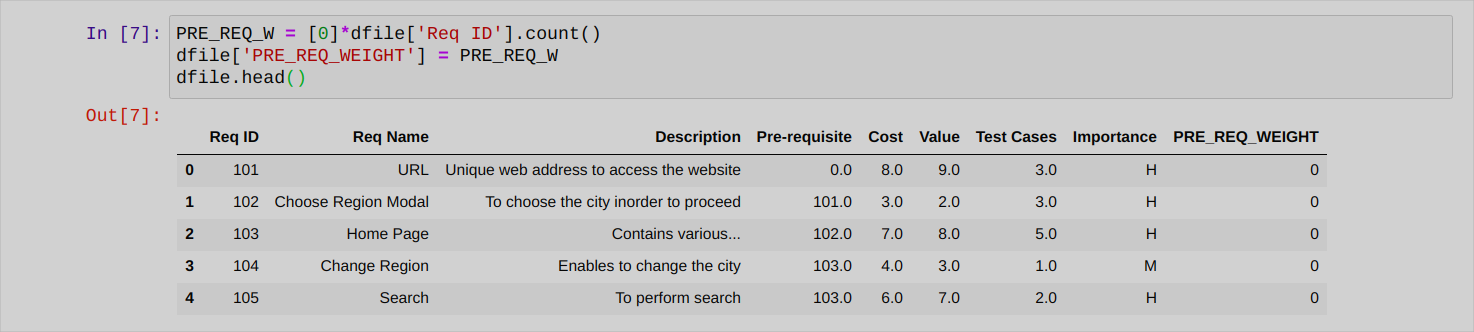 In [7]: PRE_REQ_W = [0]*dfile['Req ID'].count()
dfile['PRE_REQ_WEIGHT'] = PRE_REQ_W
dfile.head()
Out[7]:
Req ID Req Name Description Pre-requisite Cost Value Test Cases Importance PRE_REQ_WEIGHT
0 101 URL Unique web address to access the website 0.0 8.0 9.0 3.0 H 0
1 102 Choose Region Modal To choose the city inorder to proceed 101.0 3.0 2.0 3.0 H 0
2 103 Home Page Contains various... 102.0 7.0 8.0 5.0 H 0
3 104 Change Region Enables to change the city 103.0 4.0 3.0 1.0 M 0
4 105 Search To perform search 103.0 6.0 7.0 2.0 H 0